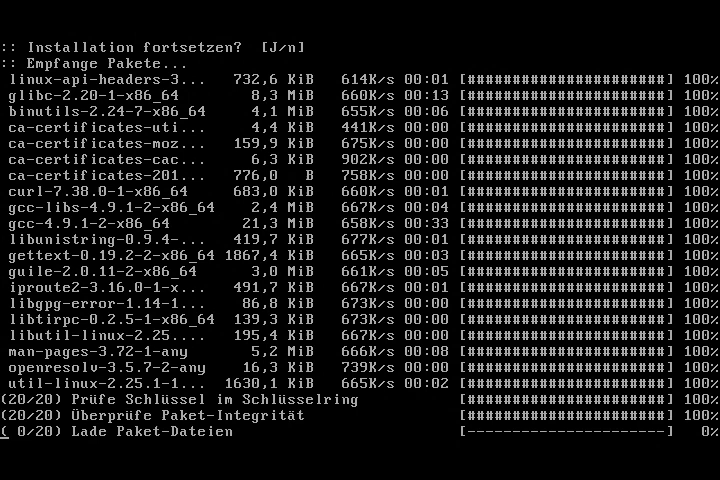 :: Installation fortsetzen?  [J/n]
:: Empfange Pakete...
linux-api-headers-3...   732,6 KiB   614K/s 00:01 [######################] 100%
glibc-2.20-1-x86_64        8,3 MiB   660K/s 00:13 [######################] 100%
binutils-2.24-7-x86_64     4,1 MiB   655K/s 00:06 [######################] 100%
ca-certificates-uti...     4,4 KiB   441K/s 00:00 [######################] 100%
ca-certificates-moz...   159,9 KiB   675K/s 00:00 [######################] 100%
ca-certificates-cac...     6,3 KiB   902K/s 00:00 [######################] 100%
ca-certificates-201...   776,0   B   758K/s 00:00 [######################] 100%
curl-7.38.0-1-x86_64     683,0 KiB   660K/s 00:01 [######################] 100%
gcc-libs-4.9.1-2-x86_64    2,4 MiB   667K/s 00:04 [######################] 100%
gcc-4.9.1-2-x86_64        21,3 MiB   658K/s 00:33 [######################] 100%
libunistring-0.9.4-...   419,7 KiB   677K/s 00:01 [######################] 100%
gettext-0.19.2-2-x86_64 1867,4 KiB   665K/s 00:03 [######################] 100%
guile-2.0.11-2-x86_64      3,0 MiB   661K/s 00:05 [######################] 100%
iproute2-3.16.0-1-x...   491,7 KiB   667K/s 00:01 [######################] 100%
libgpg-error-1.14-1...    86,8 KiB   673K/s 00:00 [######################] 100%
libtirpc-0.2.5-1-x86_64  139,3 KiB   673K/s 00:00 [######################] 100%
libutil-linux-2.25....   195,4 KiB   667K/s 00:00 [######################] 100%
man-pages-3.72-1-any       5,2 MiB   666K/s 00:08 [######################] 100%
openresolv-3.5.7-2-any    16,3 KiB   739K/s 00:00 [######################] 100%
util-linux-2.25.1-1...  1630,1 KiB   665K/s 00:02 [######################] 100%
(20/20) Prüfe Schlüssel im Schlüsselring           [######################] 100%
(20/20) Überprüfe Paket-Integrität                 [######################] 100%
( 0/20) Lade Paket-Dateien                         [----------------------]   0%